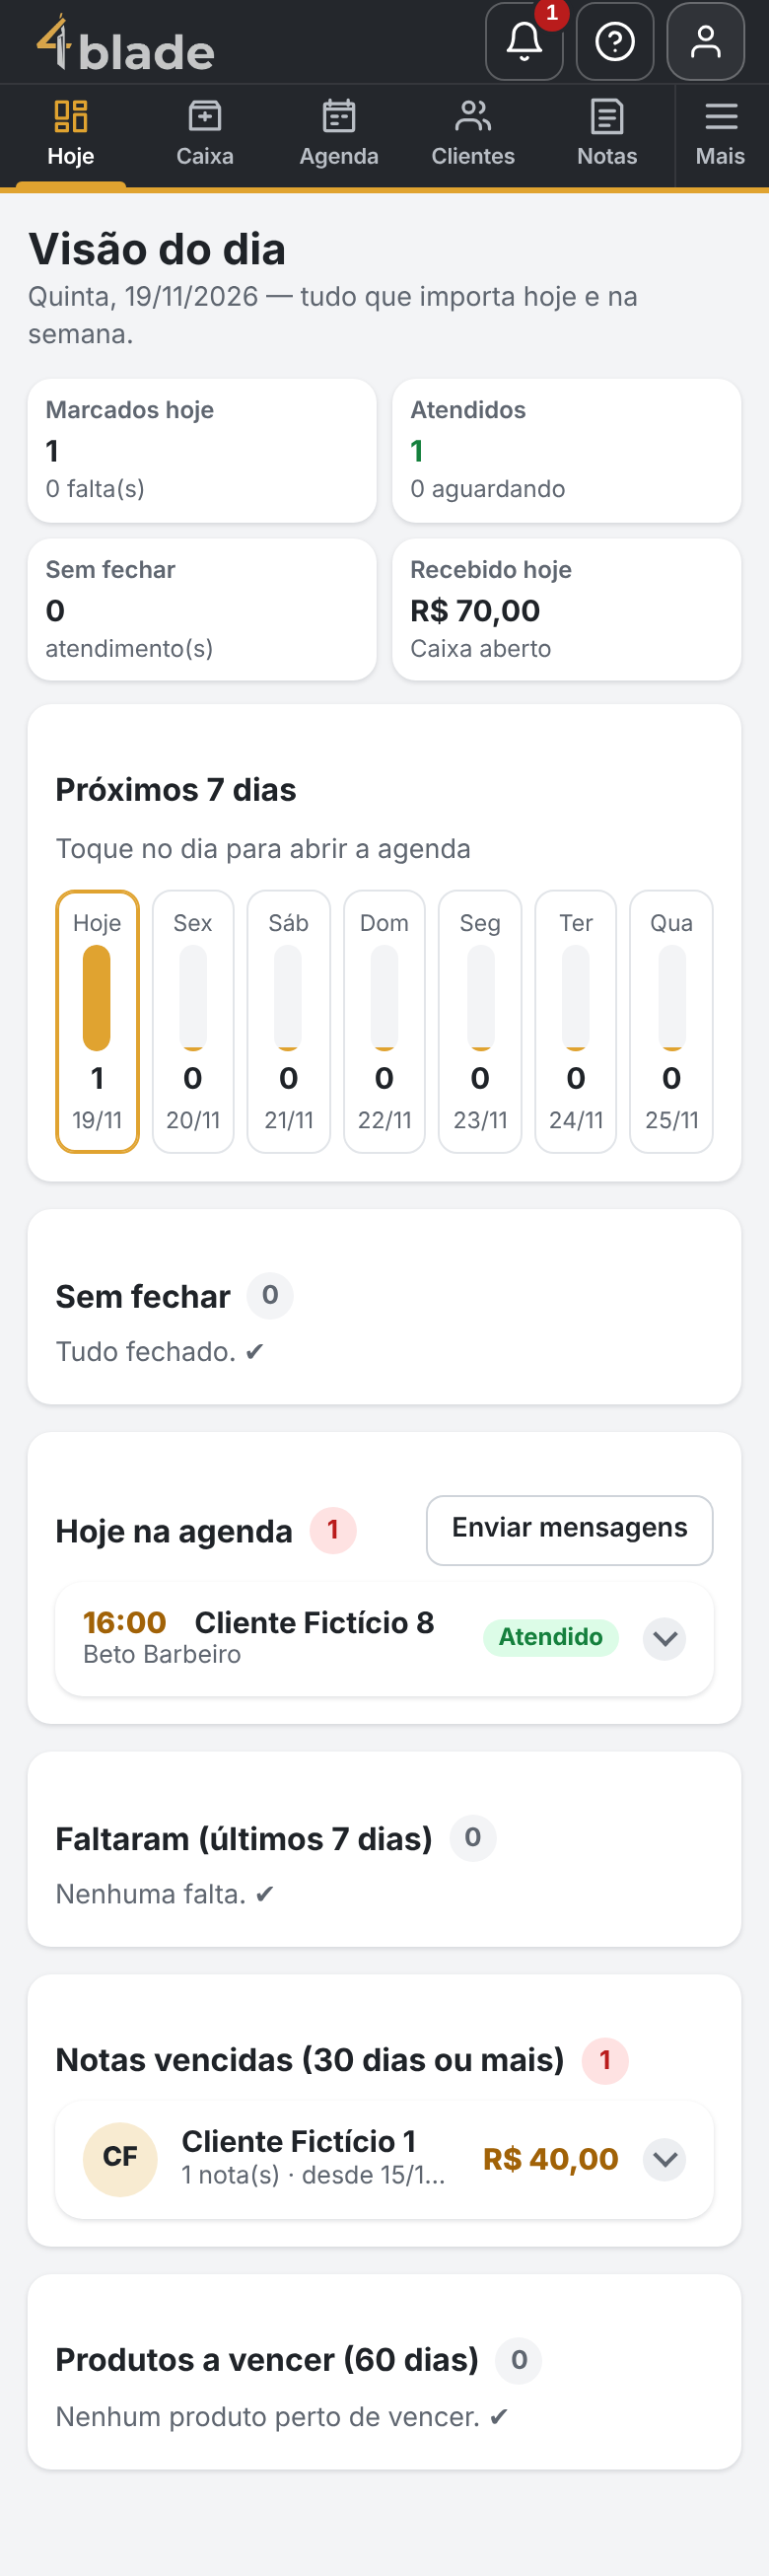 4blade
1
Hoje
Caixa
Agenda
Clientes
Notas
Mais
Visão do dia
Quinta, 19/11/2026 — tudo que importa hoje e na
semana.
Marcados hoje
1
0 falta(s)
Atendidos
1
0 aguardando
Sem fechar
0
atendimento(s)
Recebido hoje
R$ 70,00
Caixa aberto
Próximos 7 dias
Toque no dia para abrir a agenda
Hoje
1
19/11
Sex
0
20/11
Sáb
0
21/11
Dom
0
22/11
Seg
0
23/11
Ter
0
24/11
Qua
0
25/11
Sem fechar 0
Tudo fechado. ✔
Hoje na agenda 1
Enviar mensagens
16:00 Cliente Fictício 8
Beto Barbeiro
Atendido
Faltaram (últimos 7 dias) 0
Nenhuma falta. ✔
Notas vencidas (30 dias ou mais) 1
CF
Cliente Fictício 1
1 nota(s) · desde 15/1...
R$ 40,00
Produtos a vencer (60 dias) 0
Nenhum produto perto de vencer. ✔